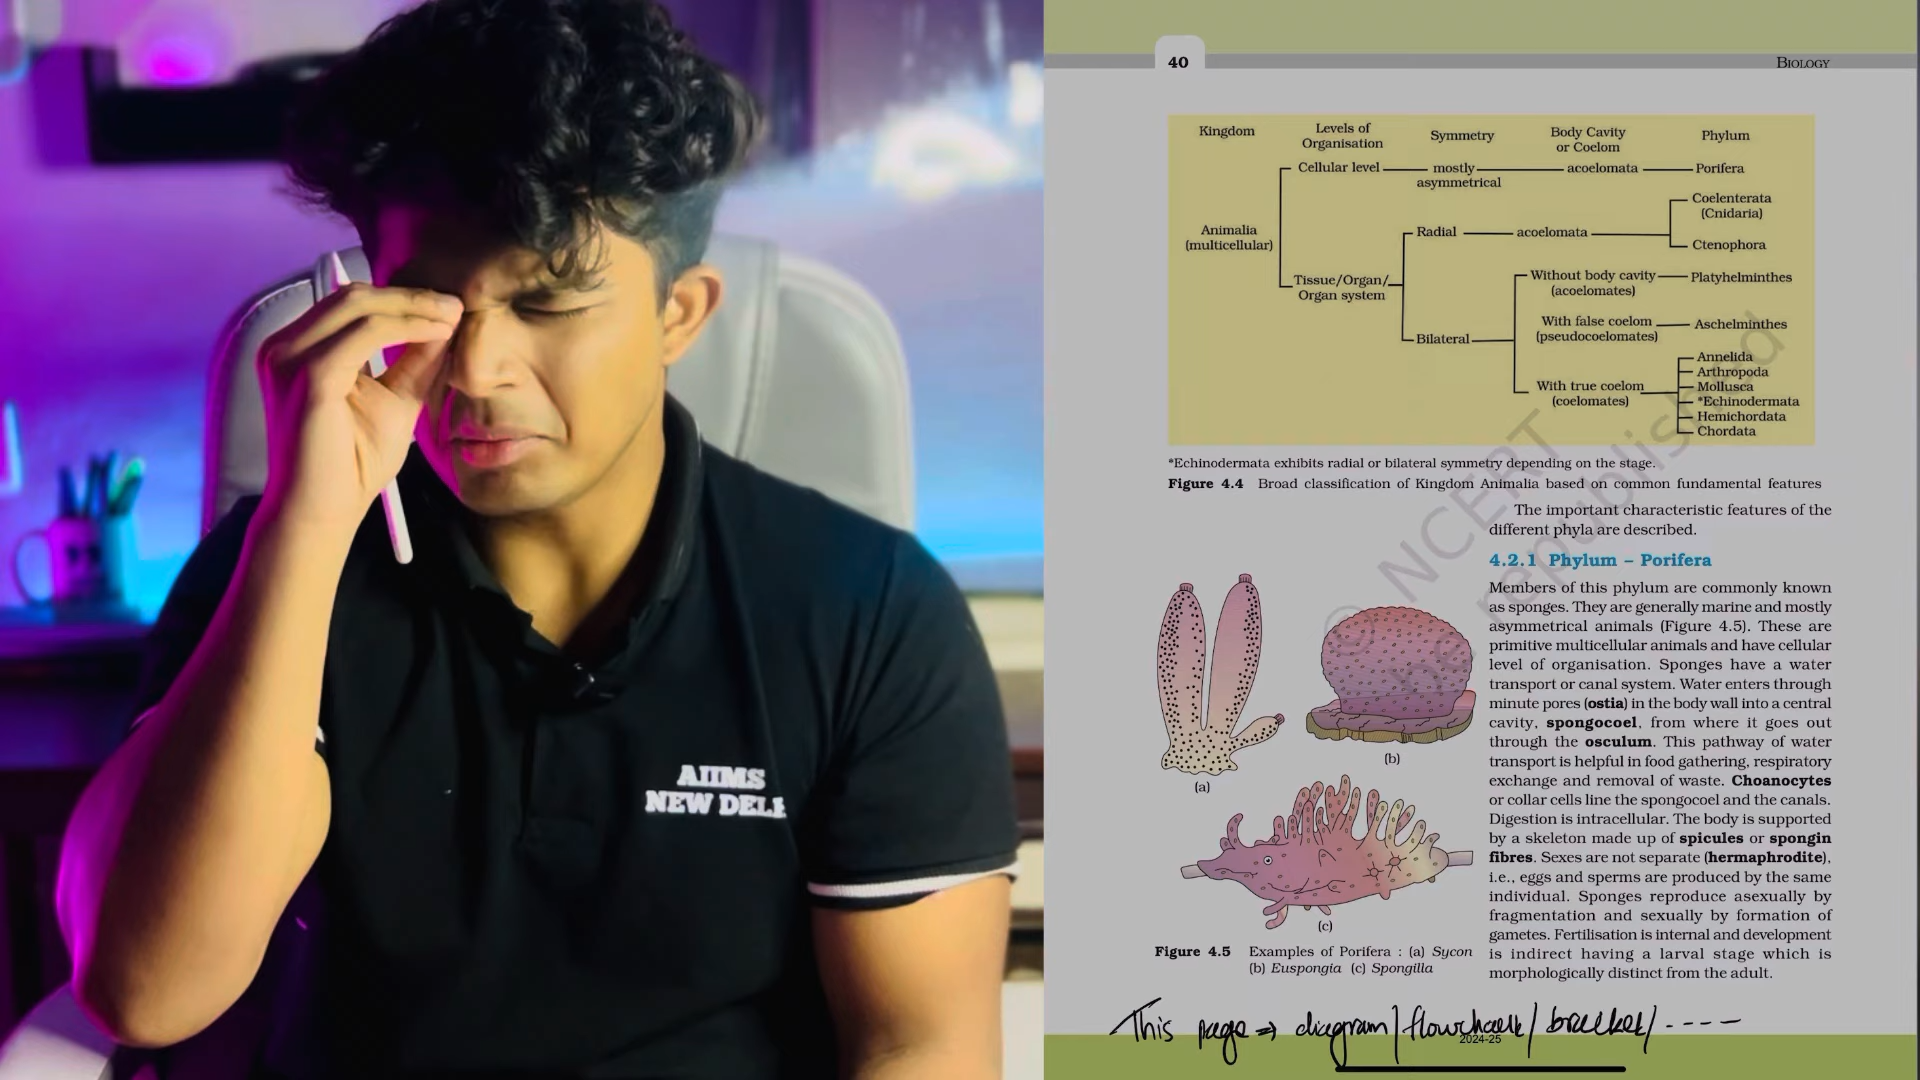 AIIMS
NEW DEL
40
BIOLOGY
Kingdom
Levels of
Organisation
Symmetry
Body Cavity
or Coelom
Phylum
Cellular level
mostly
asymmetrical
acoelomata
Porifera
Animalia
(multicellular)
Tissue/Organ/
Organ system
Radial
acoelomata
Coelenterata
(Cnidaria)
Ctenophora
Bilateral
Without body cavity
(acoelomates)
Platyhelminthes
With false coelom
(pseudocoelomates)
Aschelminthes
With true coelom
(coelomates)
Annelida
Arthropoda
Mollusca
*Echinodermata
Hemichordata
Chordata
*Echinodermata exhibits radial or bilateral symmetry depending on the stage.
Figure 4.4 Broad classification of Kingdom Animalia based on common fundamental features
The important characteristic features of the
different phyla are described.
4.2.1 Phylum – Porifera
Members of this phylum are commonly known
as sponges. They are generally marine and mostly
asymmetrical animals (Figure 4.5). These are
primitive multicellular animals and have cellular
level of organisation. Sponges have a water
transport or canal system. Water enters through
minute pores (ostia) in the body wall into a central
cavity, spongocoel, from where it goes out
through the osculum. This pathway of water
transport is helpful in food gathering, respiratory
exchange and removal of waste. Choanocytes
or collar cells line the spongocoel and the canals.
Digestion is intracellular. The body is supported
by a skeleton made up of spicules or spongin
fibres. Sexes are not separate (hermaphrodite),
i.e., eggs and sperms are produced by the same
individual. Sponges reproduce asexually by
fragmentation and sexually by formation of
gametes. Fertilisation is internal and development
is indirect having a larval stage which is
morphologically distinct from the adult.
(a)
(b)
(c)
Figure 4.5 Examples of Porifera : (a) Sycon
(b) Euspongia (c) Spongilla
© NCERT
be republished
This page ⇒ diagram/flowchart/bracket/----
2024-25